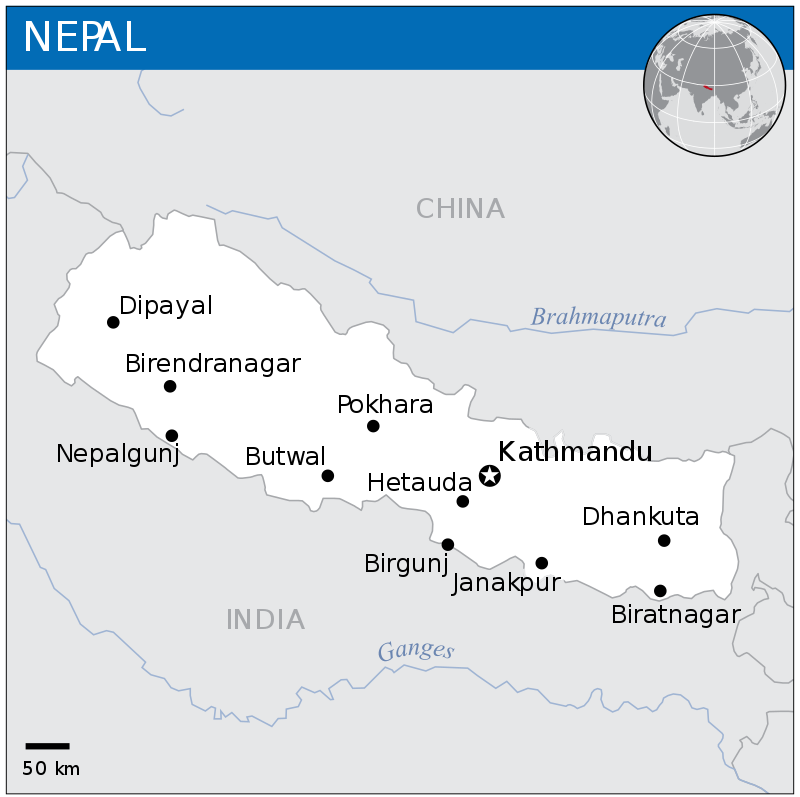 NEPAL
CHINA
Dipayal
Brahmaputra
Birendranagar
Pokhara
Nepalgunj
Butwal
Kathmandu
Hetauda
Dhankuta
Birgunj
Janakpur
Biratnagar
INDIA
Ganges
50 km